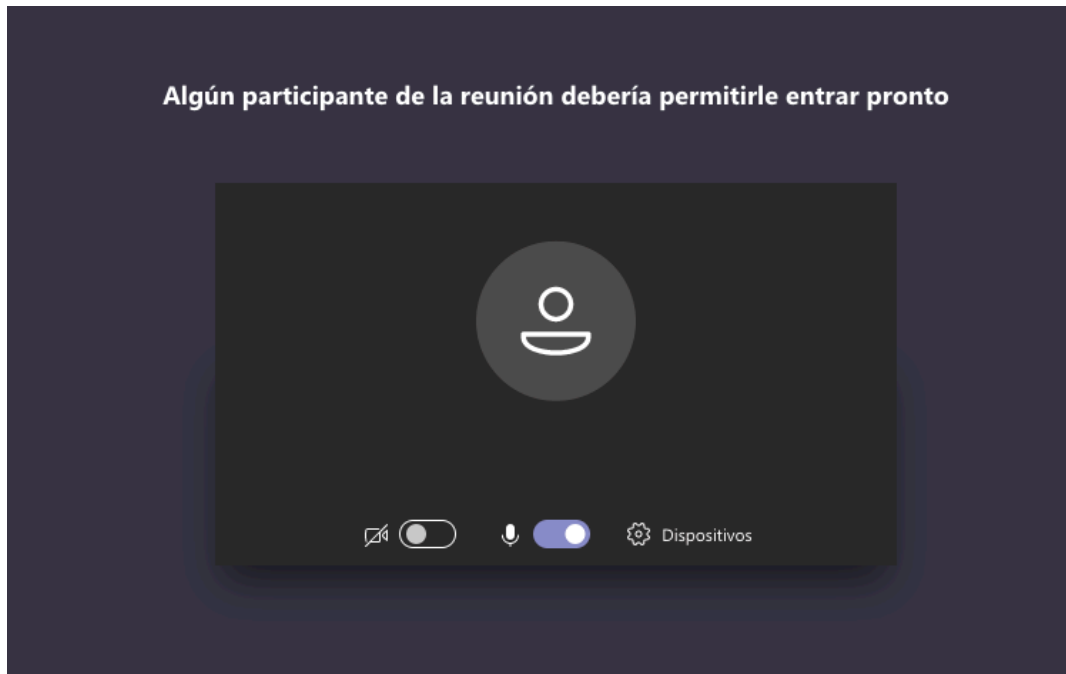 Algún participante de la reunión debería permitirle entrar pronto
Dispositivos